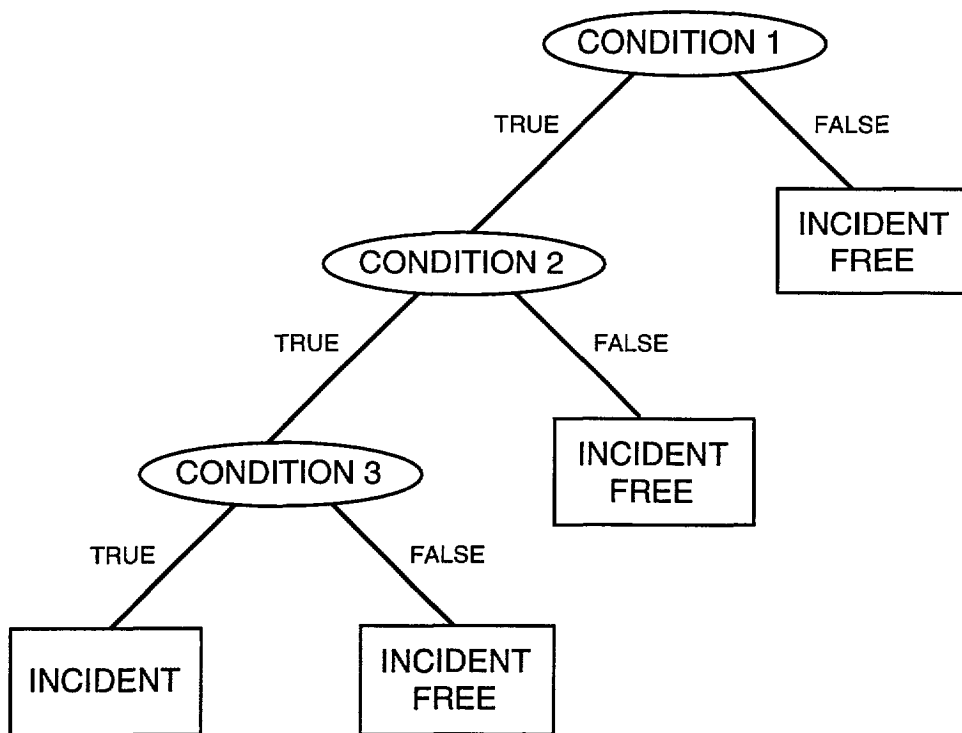 CONDITION 1
TRUE
FALSE
INCIDENT
FREE
CONDITION 2
TRUE
FALSE
INCIDENT
FREE
CONDITION 3
TRUE
FALSE
INCIDENT
INCIDENT
FREE